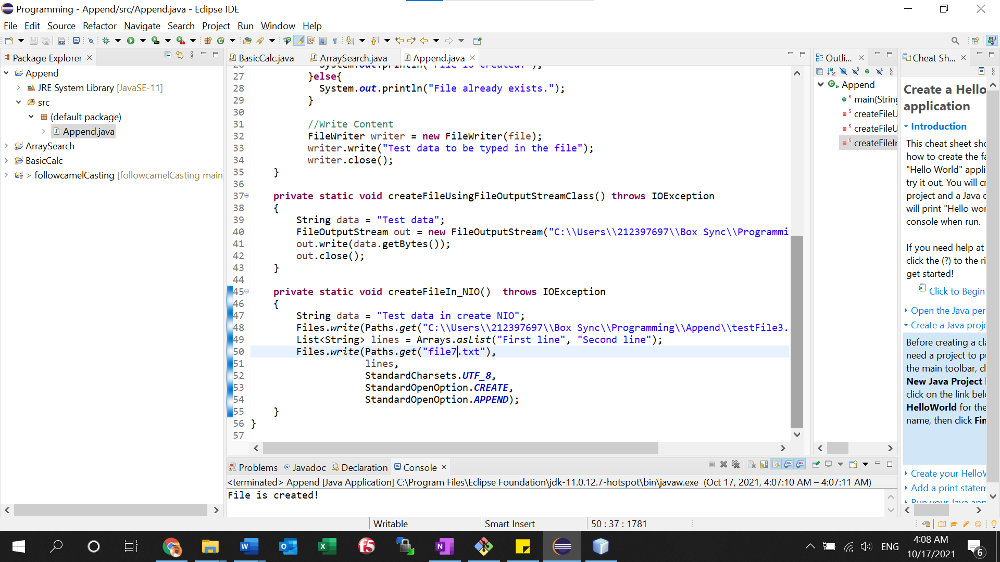 Programming - Append/src/Append.java - Eclipse IDE
File Edit Source Refactor Navigate Search Project Run Window Help
Package Explorer
Append
JRE System Library [JavaSE-11]
src
(default package)
Append.java
ArraySearch
BasicCalc
> followcamelCasting [followcamelCasting main
BasicCalc.java ArraySearch.java Append.java
27 }else{
28 System.out.println("File already exists.");
29 }
30
31 //Write Content
32 FileWriter writer = new FileWriter(file);
33 writer.write("Test data to be typed in the file");
34 writer.close();
35 }
36
37 private static void createFileUsingFileOutputStreamClass() throws IOException
38 {
39 String data = "Test data";
40 FileOutputStream out = new FileOutputStream("C:\\Users\\212397697\\Box Sync\\Programmi
41 out.write(data.getBytes());
42 out.close();
43 }
44
45 private static void createFileIn_NIO() throws IOException
46 {
47 String data = "Test data in create NIO";
48 Files.write(Paths.get("C:\\Users\\212397697\\Box Sync\\Programming\\Append\\testFile3.
49 List<String> lines = Arrays.asList("First line", "Second line");
50 Files.write(Paths.get("file7.txt"),
51 lines,
52 StandardCharsets.UTF_8,
53 StandardOpenOption.CREATE,
54 StandardOpenOption.APPEND);
55 }
56 }
57
Outli...
Append
main(String
createFileU
createFileU
createFileIn
Cheat Sh...
Create a Hello
application
Introduction
This cheat sheet sho
how to create the fa
"Hello World" appli
try it out. You will cr
project and a Java c
will print "Hello wor
console when run.
If you need help at
click the (?) to the ri
get started!
Click to Begin
Open the Java per
Create a Java proje
Before creating a cla
need a project to pu
the main toolbar, cl
New Java Project
click on the link belo
HelloWorld for the
name, then click Fin
Create your HelloW
Add a print statem
Run your Java app
Problems @ Javadoc Declaration Console
<terminated> Append [Java Application] C:\Program Files\Eclipse Foundation\jdk-11.0.12.7-hotspot\bin\javaw.exe (Oct 17, 2021, 4:07:10 AM – 4:07:11 AM)
File is created!
Writable Smart Insert 50 : 37 : 1781
ENG
4:08 AM
10/17/2021
6